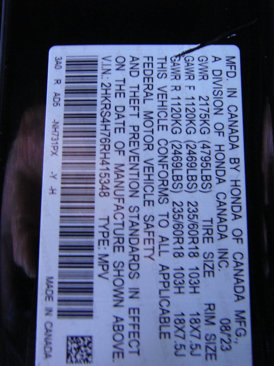 MFD. IN CANADA BY HONDA OF CANADA MFG.,
A DIVISION OF HONDA CANADA INC. 08/23
GVWR 2175KG (4795LBS) TIRE SIZE RIM SIZE
GAWR F 1120KG (2469LBS) 235/60R18 103H 18X7.5J
GAWR R 1120KG (2469LBS) 235/60R18 103H 18X7.5J
THIS VEHICLE CONFORMS TO ALL APPLICABLE
FEDERAL MOTOR VEHICLE SAFETY
AND THEFT PREVENTION STANDARDS IN EFFECT
ON THE DATE OF MANUFACTURE SHOWN ABOVE.
V.I.N.: 2HKRS4H76RH415348 TYPE: MPV
3A0 R AD5 -NH731PX -Y -H
MADE IN CANADA